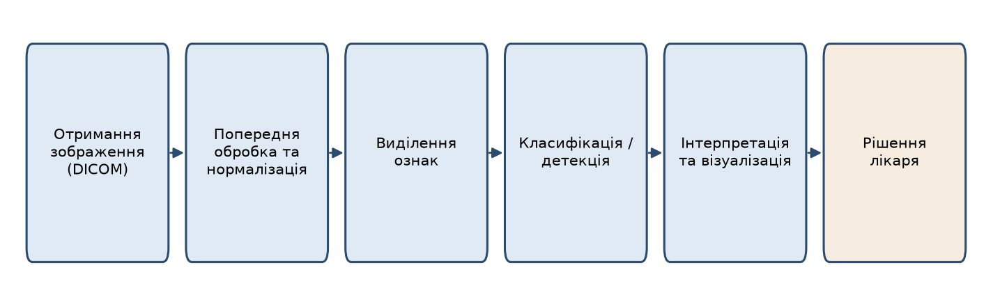 Отримання
зображення
(DICOM)
Попередня
обробка та
нормалізація
Виділення
ознак
Класифікація /
детекція
Інтерпретація
та візуалізація
Рішення
лікаря